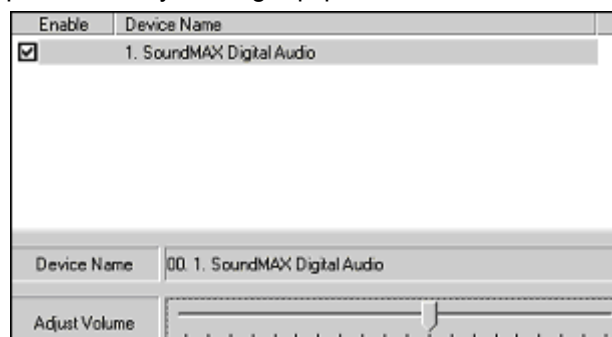 Enable Device Name
1. SoundMAX Digital Audio
Device Name 00. 1. SoundMAX Digital Audio
Adjust Volume